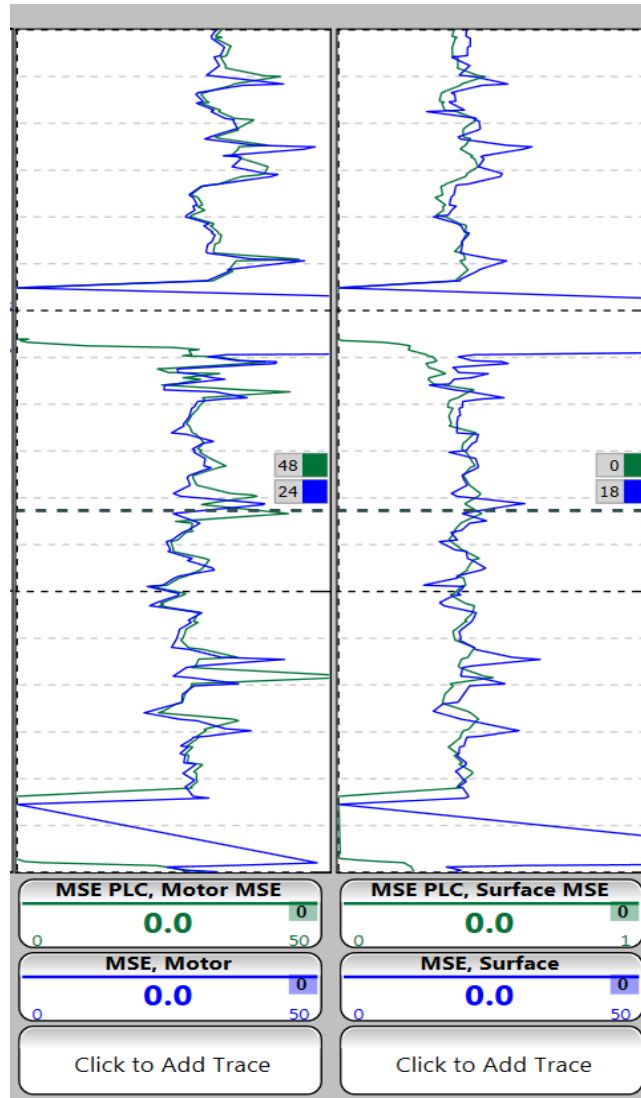 48
24
0
18
MSE PLC, Motor MSE
0
0.0
0 50
MSE, Motor
0
0.0
0 50
Click to Add Trace
MSE PLC, Surface MSE
0
0.0
0 1
MSE, Surface
0
0.0
0 50
Click to Add Trace